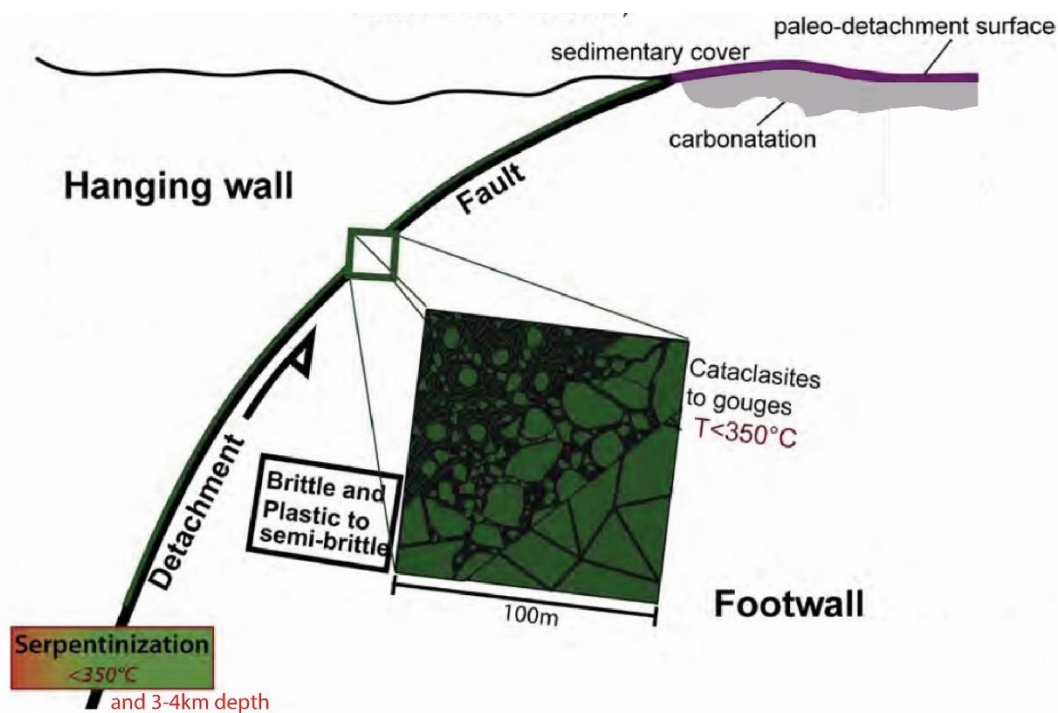 paleo-detachment surface
sedimentary cover
carbonatation
Hanging wall
Fault
Cataclasites
to gouges
T<350°C
Detachment
Brittle and
Plastic to
semi-brittle
100m
Footwall
Serpentinization
<350°C
and 3-4km depth